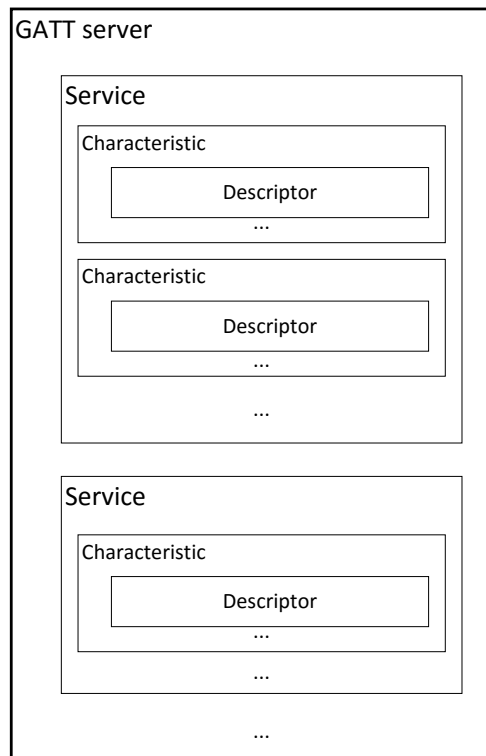 GATT server
Service
Characteristic
Descriptor
...
Characteristic
Descriptor
...
...
Service
Characteristic
Descriptor
...
...
...